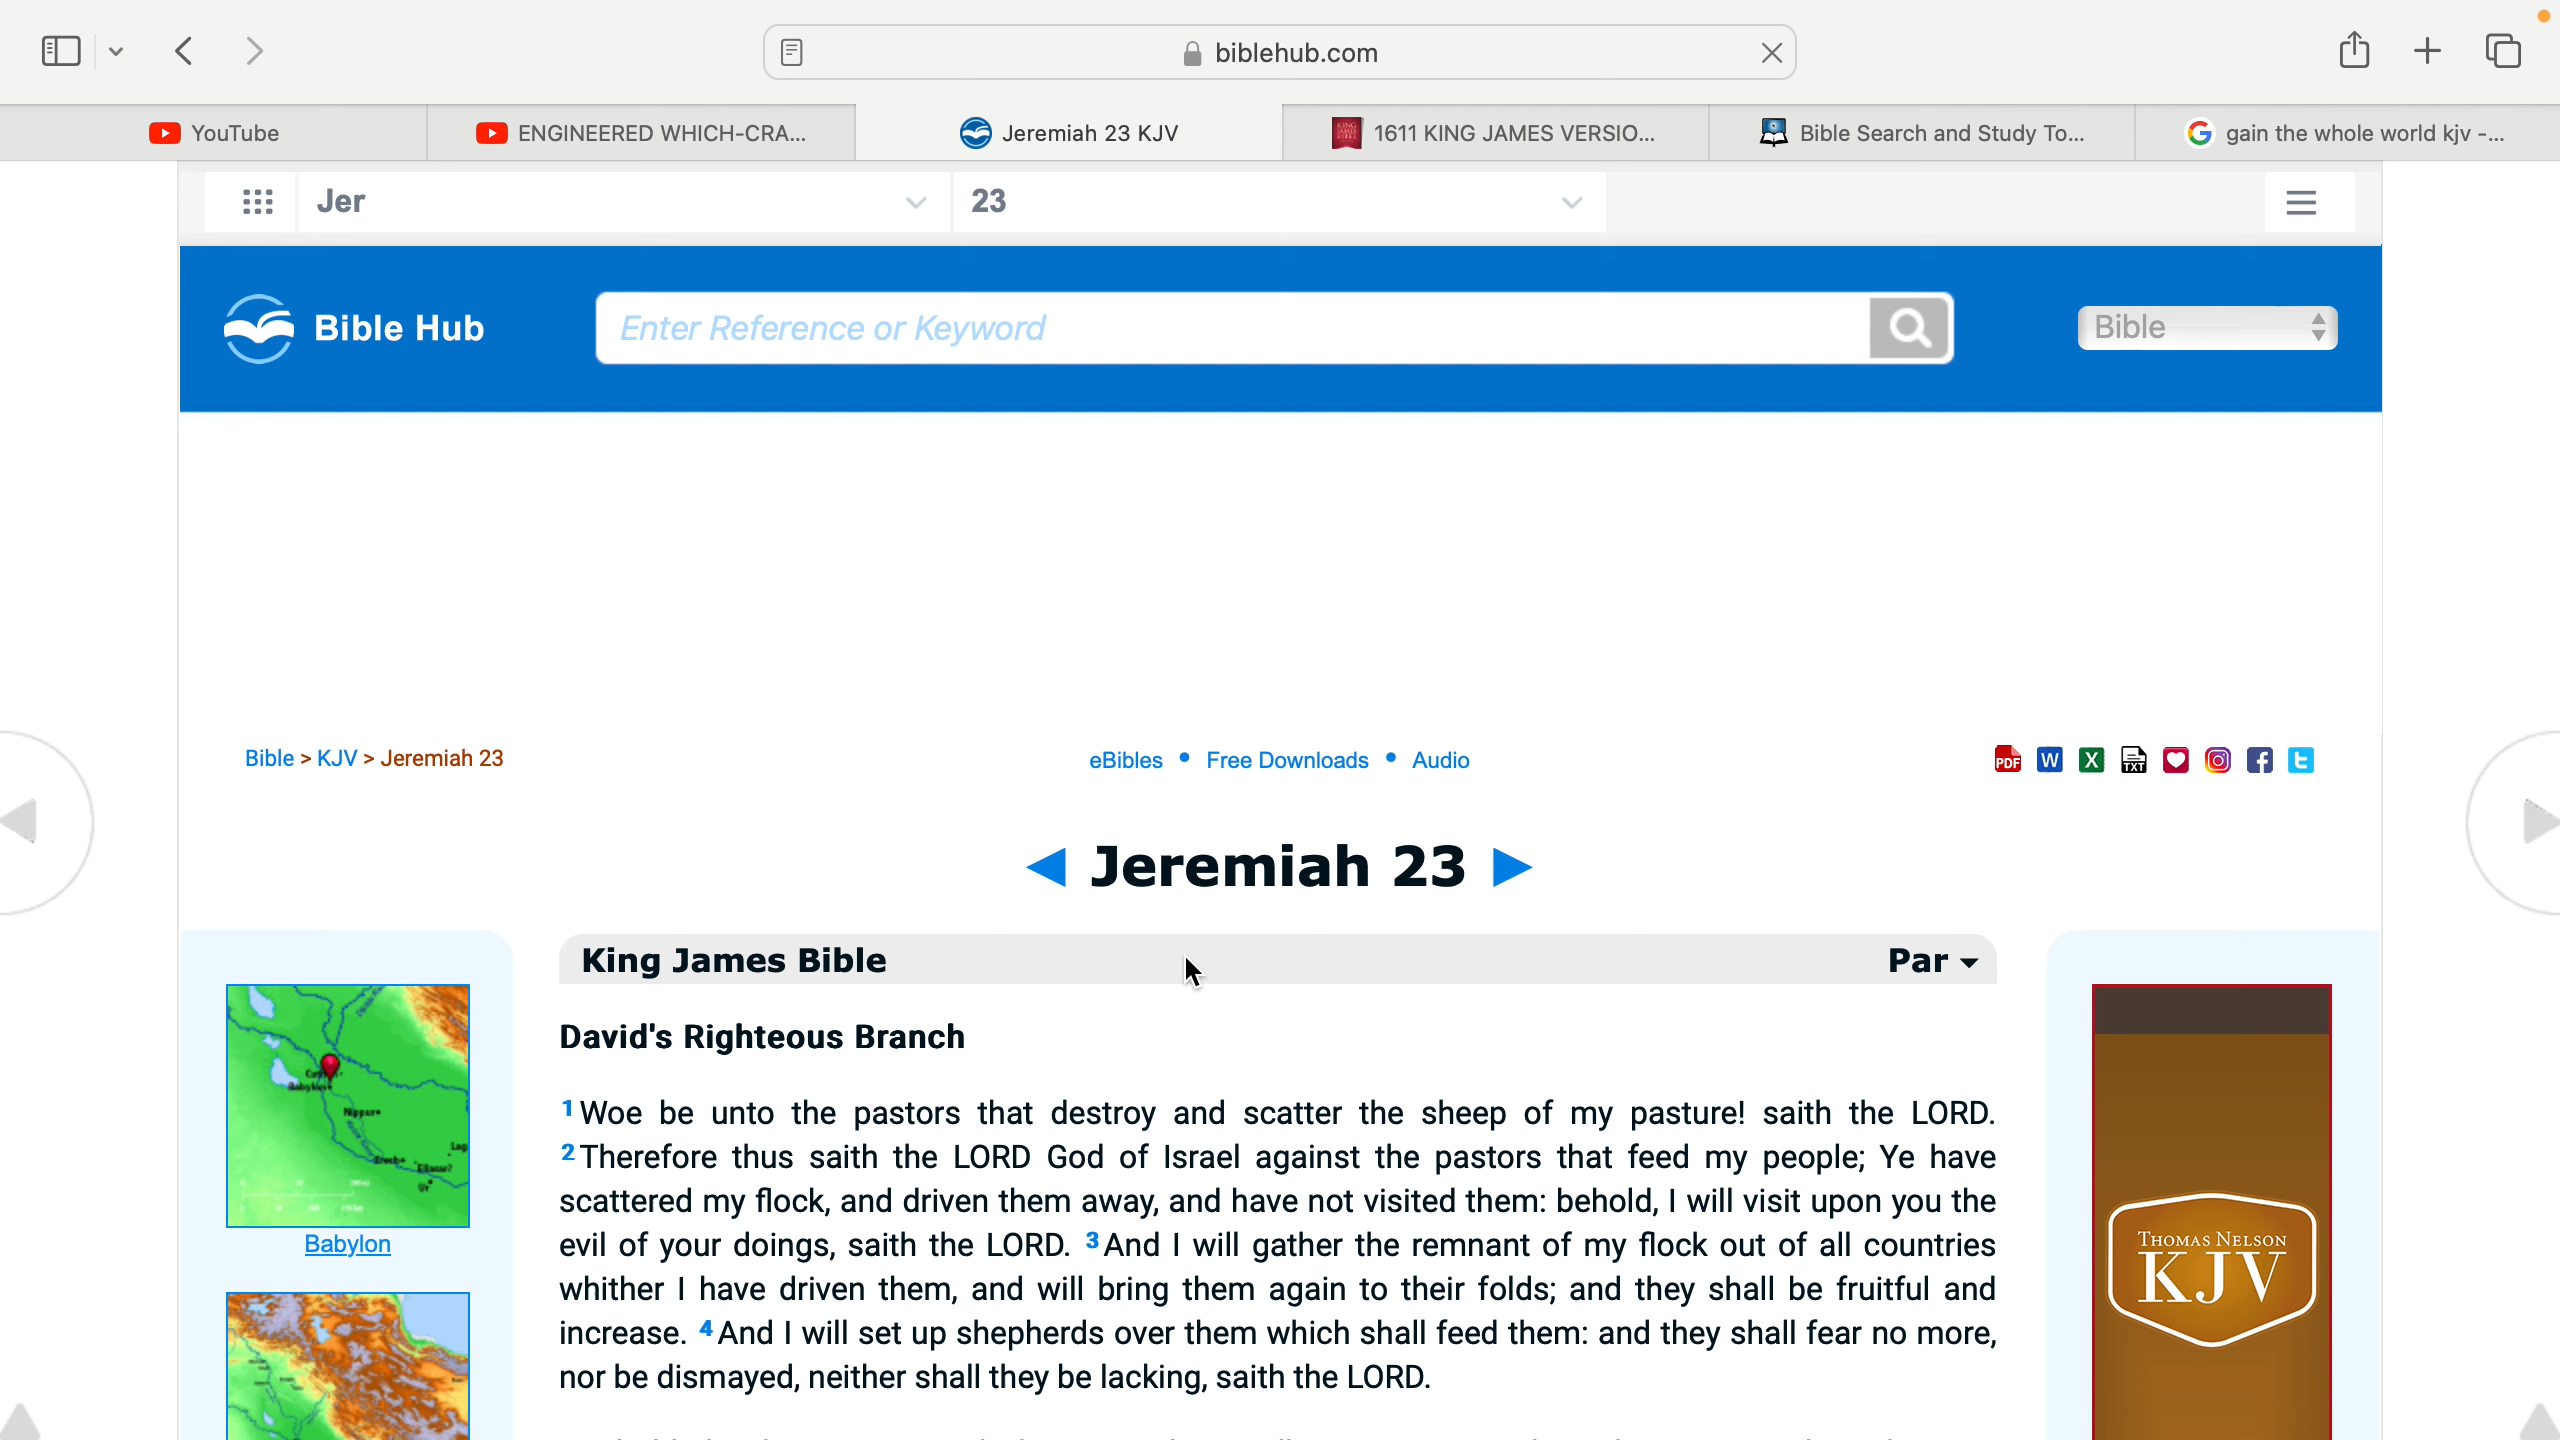 biblehub.com
YouTube
ENGINEERED WHICH-CRA...
Jeremiah 23 KJV
1611 KING JAMES VERSIO...
Bible Search and Study To...
gain the whole world kjv -...
Jer
23
Bible Hub
Enter Reference or Keyword
Bible
Bible > KJV > Jeremiah 23
eBibles • Free Downloads • Audio
PDF W X TXT
Jeremiah 23
King James Bible
Par
David's Righteous Branch
1 Woe be unto the pastors that destroy and scatter the sheep of my pasture! saith the LORD.
2 Therefore thus saith the LORD God of Israel against the pastors that feed my people; Ye have
scattered my flock, and driven them away, and have not visited them: behold, I will visit upon you the
evil of your doings, saith the LORD. 3 And I will gather the remnant of my flock out of all countries
whither I have driven them, and will bring them again to their folds; and they shall be fruitful and
increase. 4 And I will set up shepherds over them which shall feed them: and they shall fear no more,
nor be dismayed, neither shall they be lacking, saith the LORD.
Babylon
Nippur
Babylon
THOMAS NELSON
KJV